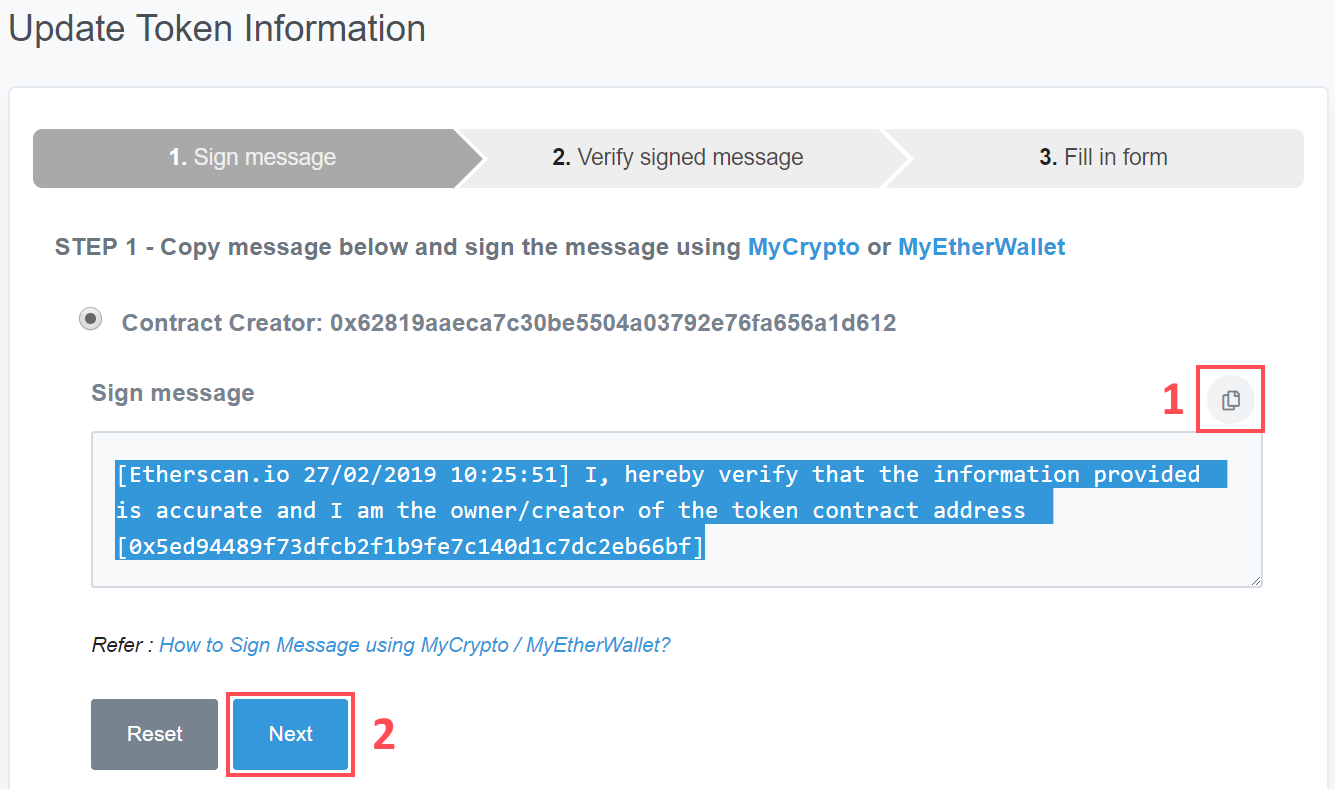 Update Token Information
1. Sign message
2. Verify signed message
3. Fill in form
STEP 1 - Copy message below and sign the message using MyCrypto or MyEtherWallet
Contract Creator: 0x62819aaeca7c30be5504a03792e76fa656a1d612
Sign message
1
[Etherscan.io 27/02/2019 10:25:51] I, hereby verify that the information provided
is accurate and I am the owner/creator of the token contract address
[0x5ed94489f73dfcb2f1b9fe7c140d1c7dc2eb66bf]
Refer : How to Sign Message using MyCrypto / MyEtherWallet?
Reset
Next
2